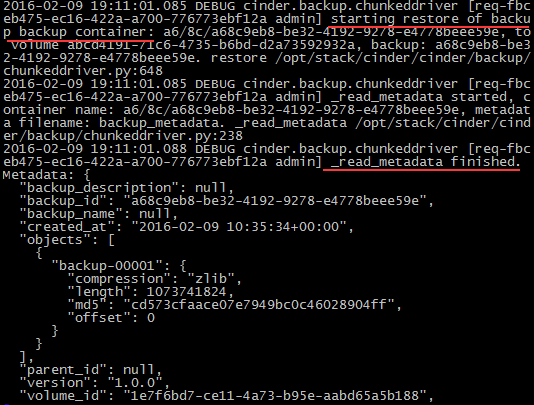 2016-02-09 19:11:01.085 DEBUG cinder.backup.chunkeddriver [req-fbc
eb475-ec16-422a-a700-776773ebf12a admin] starting restore of backu
p backup container: a6/8c/a68c9eb8-be32-4192-9278-e4778beee59e, to
volume abcd4191-71c6-4735-b6bd-d2a73592932a, backup: a68c9eb8-be3
2-4192-9278-e4778beee59e. restore /opt/stack/cinder/cinder/backup/
chunkeddriver.py:648
2016-02-09 19:11:01.085 DEBUG cinder.backup.chunkeddriver [req-fbc
eb475-ec16-422a-a700-776773ebf12a admin] _read_metadata started, c
ontainer name: a6/8c/a68c9eb8-be32-4192-9278-e4778beee59e, metadat
a filename: backup_metadata. _read_metadata /opt/stack/cinder/cind
er/backup/chunkeddriver.py:238
2016-02-09 19:11:01.088 DEBUG cinder.backup.chunkeddriver [req-fbc
eb475-ec16-422a-a700-776773ebf12a admin] _read_metadata finished.
Metadata: {
"backup_description": null,
"backup_id": "a68c9eb8-be32-4192-9278-e4778beee59e",
"backup_name": null,
"created_at": "2016-02-09 10:35:34+00:00",
"objects": [
{
"backup-00001": {
"compression": "zlib",
"length": 1073741824,
"md5": "cd573cfaace07e7949bc0c46028904ff",
"offset": 0
}
}
],
"parent_id": null,
"version": "1.0.0",
"volume_id": "1e7f6bd7-ce11-4a73-b95e-aabd65a5b188",